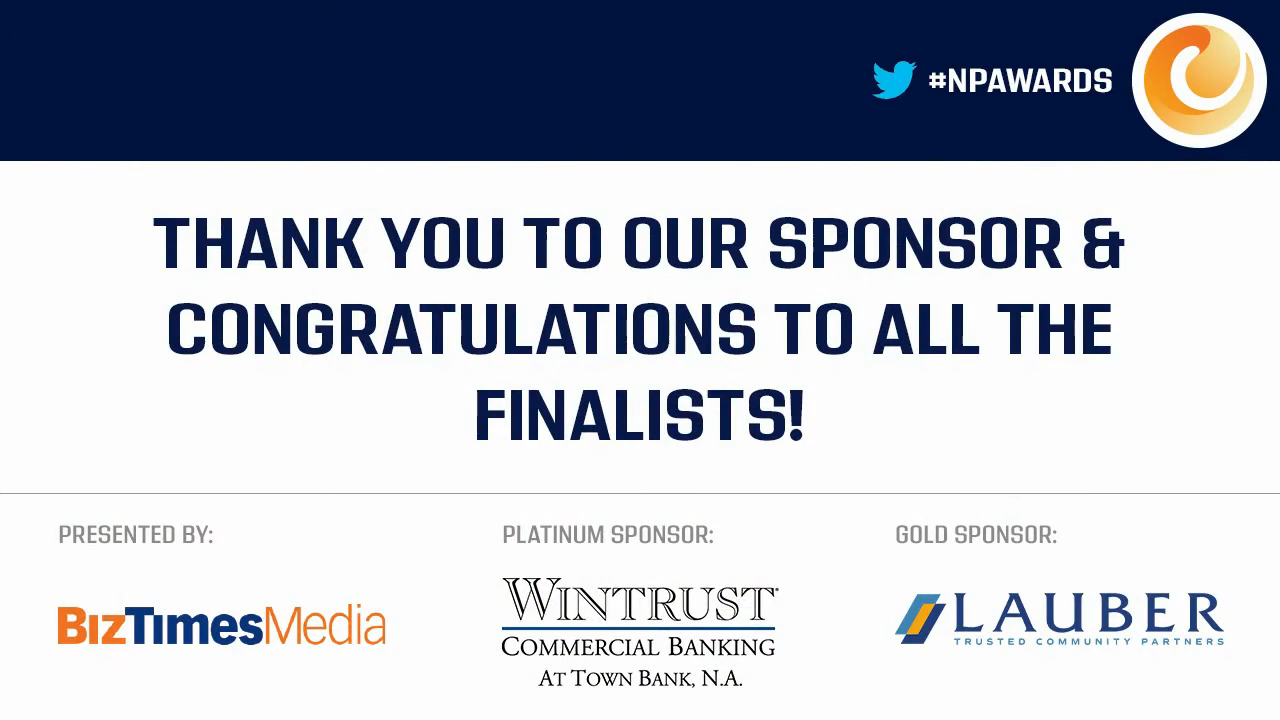 #NPAWARDS
THANK YOU TO OUR SPONSOR &
CONGRATULATIONS TO ALL THE
FINALISTS!
PRESENTED BY:
BizTimesMedia
PLATINUM SPONSOR:
WINTRUST®
COMMERCIAL BANKING
AT TOWN BANK, N.A.
GOLD SPONSOR:
LAUBER
TRUSTED COMMUNITY PARTNERS